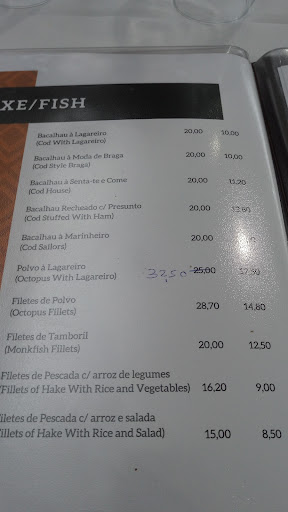 XE/FISH
Bacalhau à Lagareiro 20,00 10,00
(Cod With Lagareiro)
Bacalhau à Moda de Braga 20,00 10,00
(Cod Style Braga)
Bacalhau à Senta-te e Come 20,00 11,20
(Cod House)
Bacalhau Recheado c/ Presunto 20,00
(Cod Stuffed With Ham)
Bacalhau à Marinheiro 20,00
(Cod Sailors)
Polvo à Lagareiro 32,50 25,00
(Octopus With Lagareiro)
Filetes de Polvo 28,70 14,80
(Octopus Fillets)
Filetes de Tamboril 20,00 12,50
(Monkfish Fillets)
Filetes de Pescada c/ arroz de legumes
(Fillets of Hake With Rice and Vegetables) 16,20 9,00
iletes de Pescada c/ arroz e salada
illets of Hake With Rice and Salad) 15,00 8,50